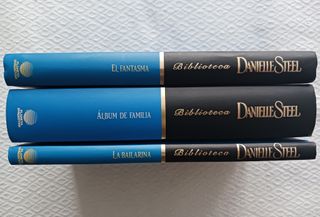 EL FANTASMA Biblioteca DANIELLE STEEL
ÁLBUM DE FAMILIA Biblioteca DANIELLE STEEL
LA BAILARINA Biblioteca DANIELLE STEEL